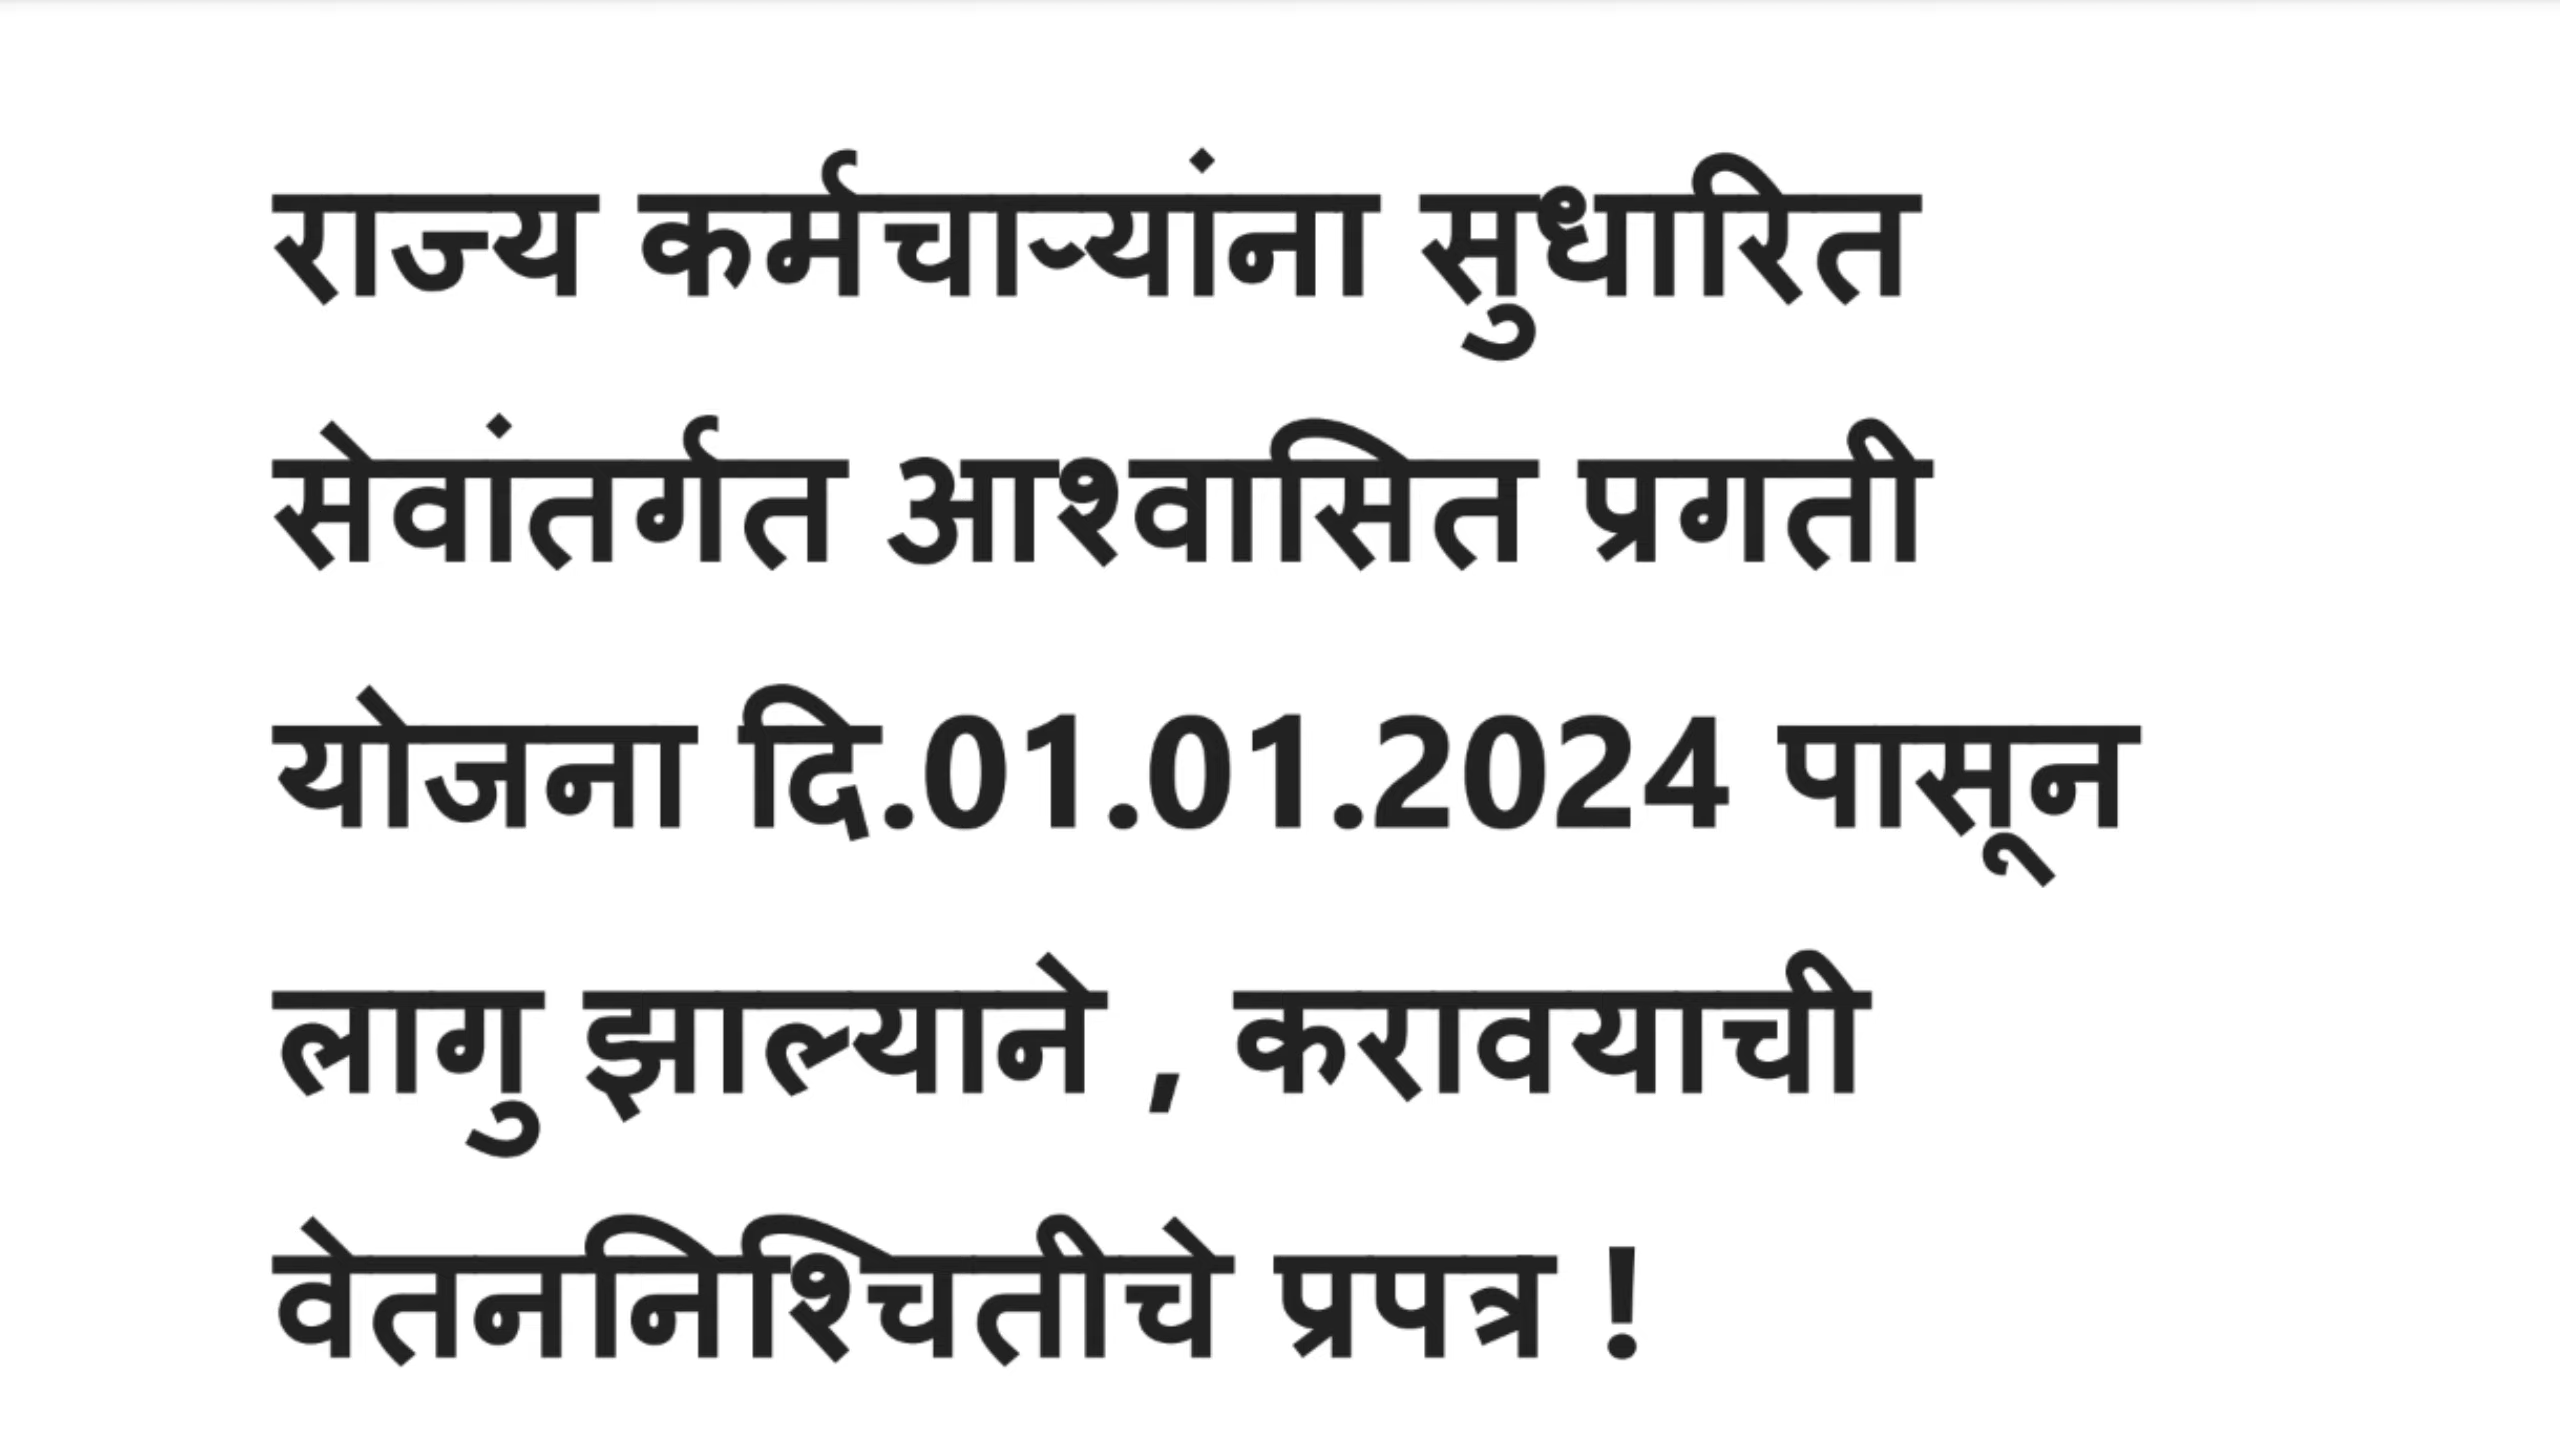 राज्य कर्मचाऱ्यांना सुधारित
सेवांतर्गत आश्वासित प्रगती
योजना दि.01.01.2024 पासून
लागु झाल्याने , करावयाची
वेतननिश्चितीचे प्रपत्र !